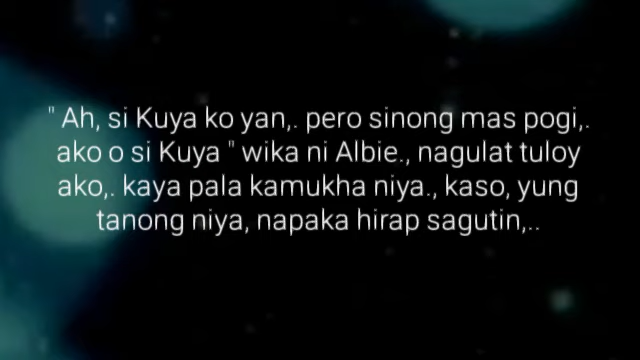 " Ah, si Kuya ko yan,. pero sinong mas pogi,.
ako o si Kuya " wika ni Albie., nagulat tuloy
ako,. kaya pala kamukha niya., kaso, yung
tanong niya, napaka hirap sagutin,..